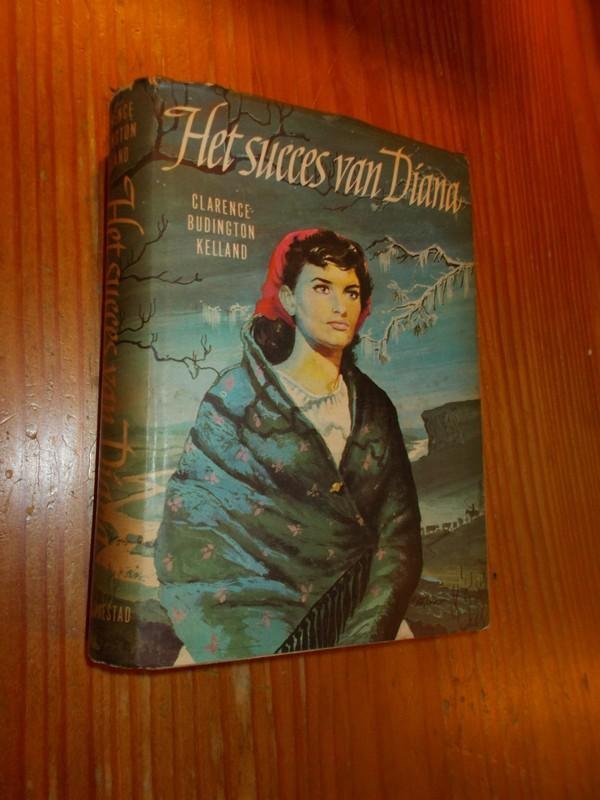 Het succes van Diana
CLARENCE
BUDINGTON
KELLAND
Het succes van Diana